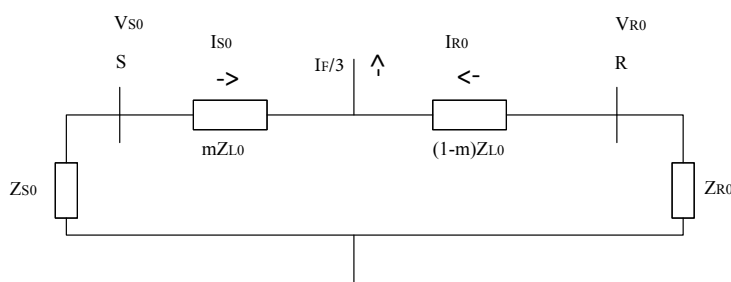 VS0 VR0
IS0 IR0
S IF/3 R
-> <-
mZL0 (1-m)ZL0
ZS0 ZR0